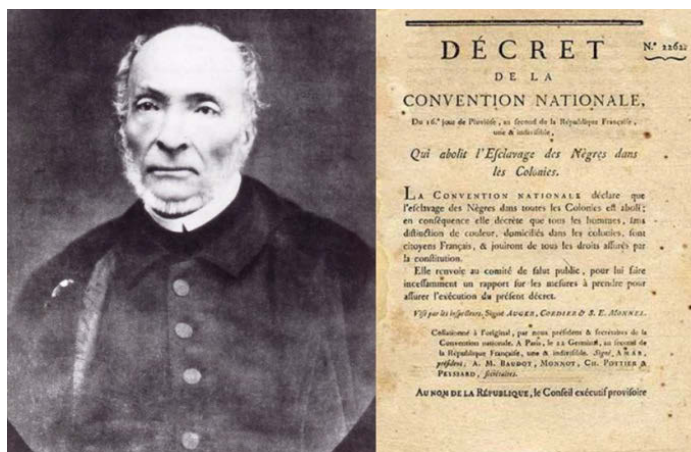 DÉCRET
N.º 2262.
DE LA
CONVENTION NATIONALE,
Du 16.e jour de Pluviôse, an second de la République Française,
une & indivisible,
Qui abolit l'Esclavage des Nègres dans
les Colonies.
LA CONVENTION NATIONALE déclare que
l'esclavage des Nègres dans toutes les Colonies est aboli;
en conséquence elle décrète que tous les hommes, sans
distinction de couleur, domiciliés dans les colonies, sont
citoyens Français, & jouiront de tous les droits assurés par
la constitution.
Elle renvoie au comité de salut public, pour lui faire
incessamment un rapport sur les mesures à prendre pour
assurer l'exécution du présent décret.
Visé par les inspecteurs. Signé AUGER, CORDIER & S. E. MONNEL.
Collationné à l'original, par nous président & secrétaires de la
Convention nationale. A Paris, le 22 Germinal, an second de
la République Française, une & indivisible. Signé, AMAR,
président; A. M. BAUDOT, MONNOT, CH. POTTIER &
PEYSSARD, secrétaires.
AU NOM DE LA RÉPUBLIQUE, le Conseil exécutif provisoire